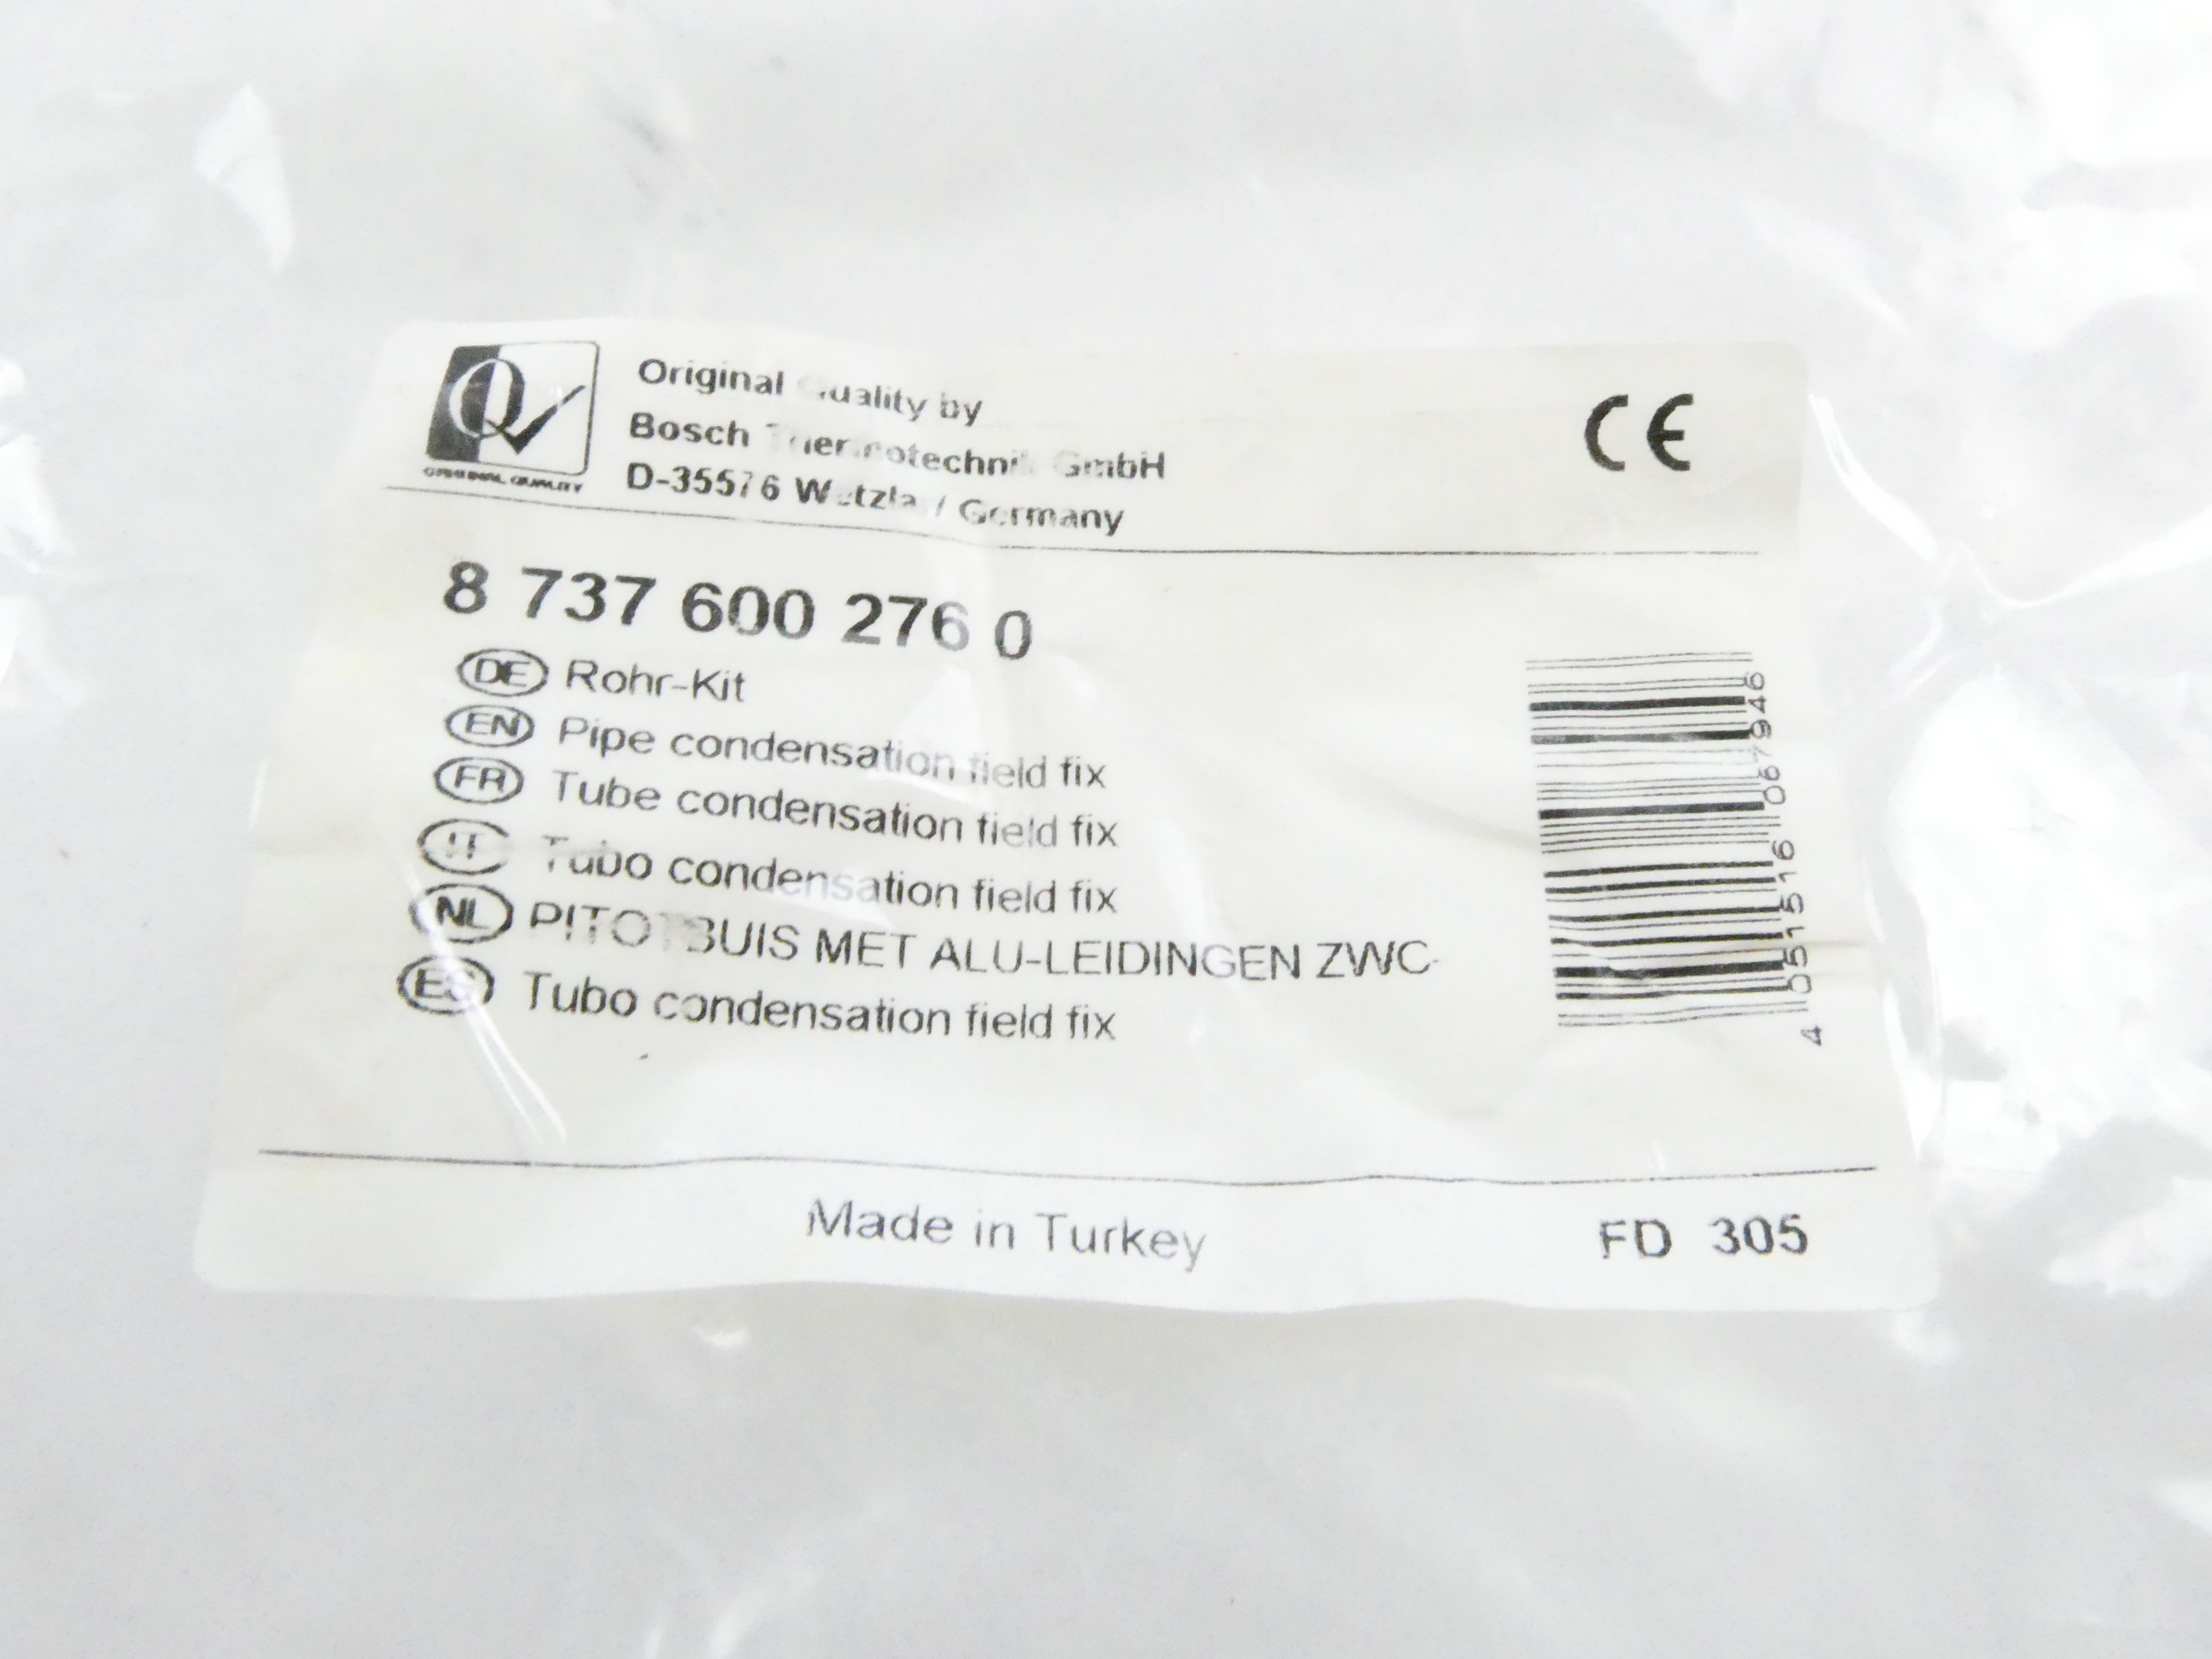 Original Quality by
Bosch Thermotechnik GmbH
D-35576 Wetzlar / Germany
ORIGINAL QUALITY
CE
8 737 600 276 0
DE Rohr-Kit
EN Pipe condensation field fix
FR Tube condensation field fix
IT Tubo condensation field fix
NL PITOTBUIS MET ALU-LEIDINGEN ZWC-
ES Tubo condensation field fix
4 051516 067946
Made in Turkey
FD 305